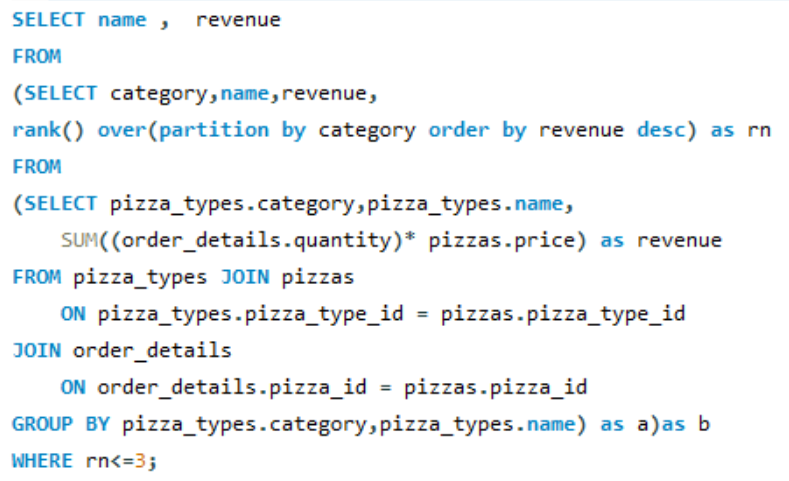 SELECT name ,  revenue
FROM
(SELECT category,name,revenue,
rank() over(partition by category order by revenue desc) as rn
FROM
(SELECT pizza_types.category,pizza_types.name,
    SUM((order_details.quantity)* pizzas.price) as revenue
FROM pizza_types JOIN pizzas
    ON pizza_types.pizza_type_id = pizzas.pizza_type_id
JOIN order_details
    ON order_details.pizza_id = pizzas.pizza_id
GROUP BY pizza_types.category,pizza_types.name) as a)as b
WHERE rn<=3;